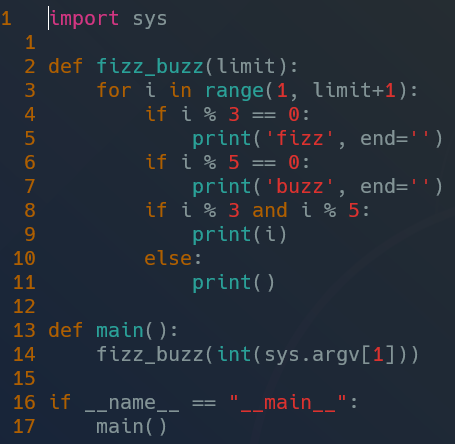 1   import sys
  1
  2 def fizz_buzz(limit):
  3     for i in range(1, limit+1):
  4         if i % 3 == 0:
  5             print('fizz', end='')
  6         if i % 5 == 0:
  7             print('buzz', end='')
  8         if i % 3 and i % 5:
  9             print(i)
 10         else:
 11             print()
 12
 13 def main():
 14     fizz_buzz(int(sys.argv[1]))
 15
 16 if __name__ == "__main__":
 17     main()